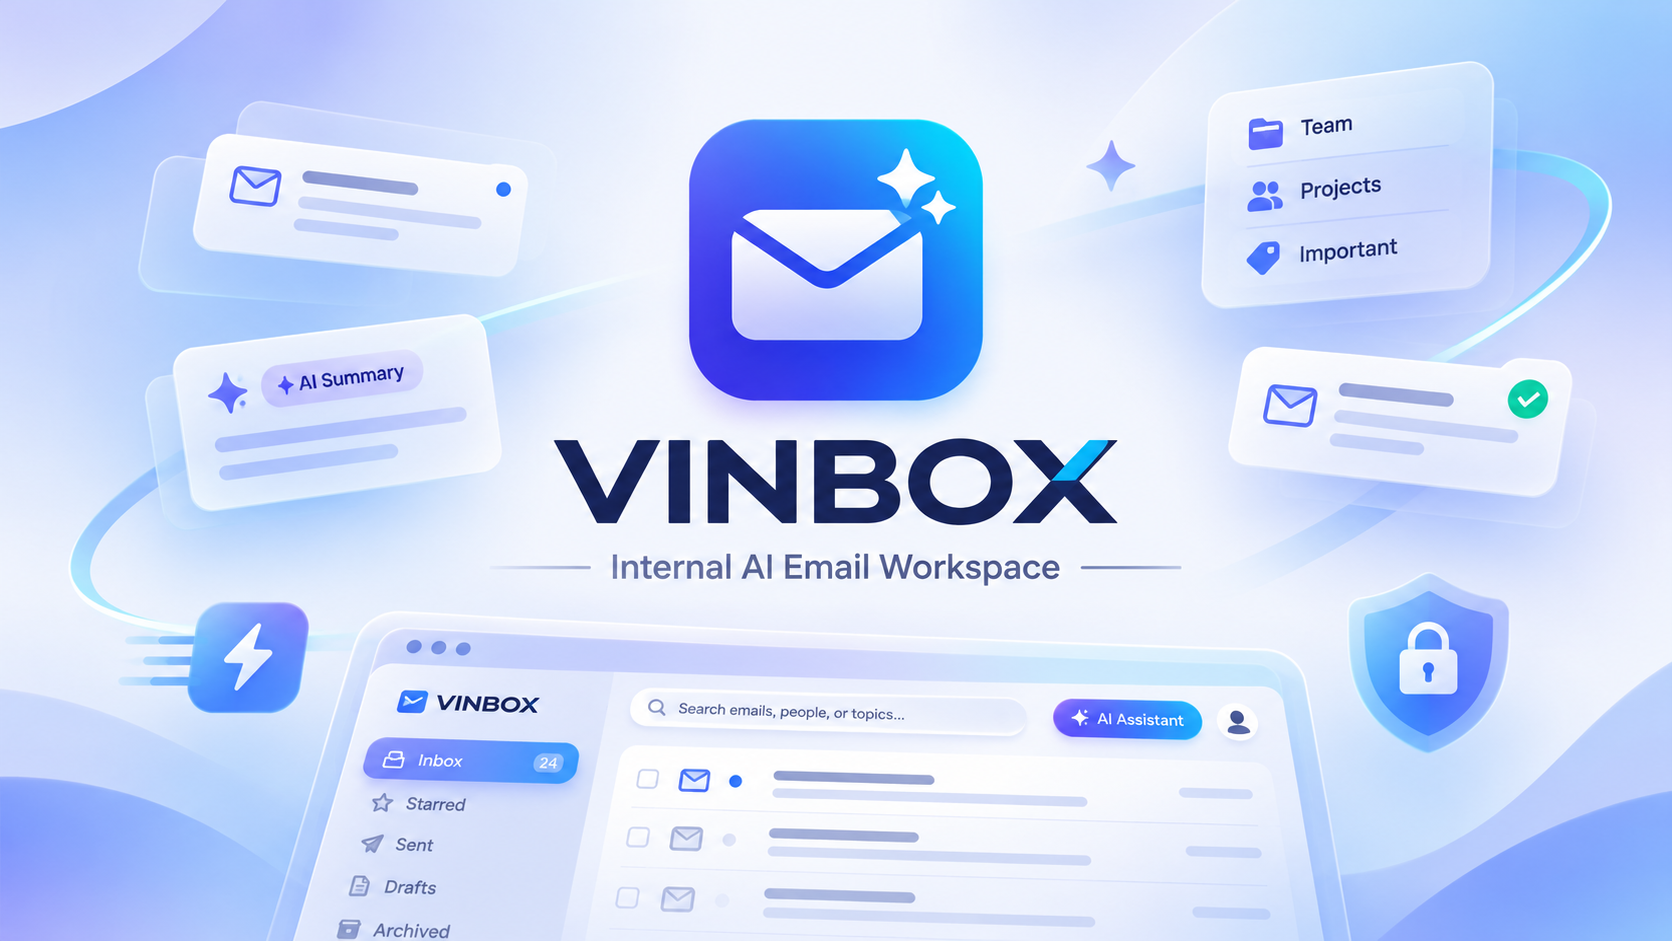 Team
Projects
Important
AI Summary
VINBOX
Internal AI Email Workspace
VINBOX
Search emails, people, or topics...
AI Assistant
Inbox
24
Starred
Sent
Drafts
Archived